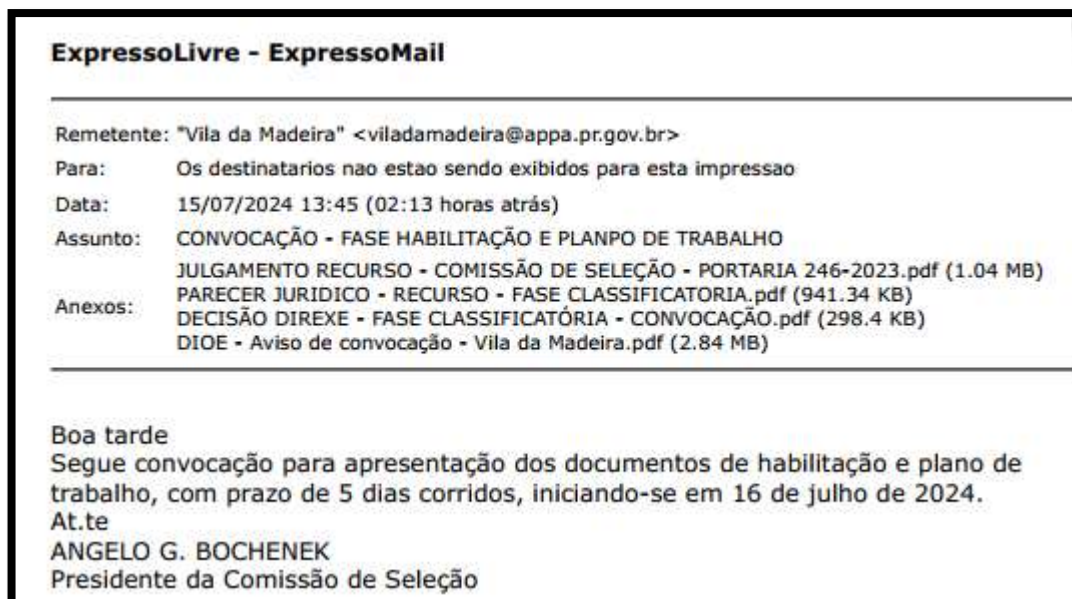 ExpressoLivre - ExpressoMail
Remetente: "Vila da Madeira" <viladamadeira@appa.pr.gov.br>
Para: Os destinatarios nao estao sendo exibidos para esta impressao
Data: 15/07/2024 13:45 (02:13 horas atrás)
Assunto: CONVOCAÇÃO - FASE HABILITAÇÃO E PLANPO DE TRABALHO
Anexos: JULGAMENTO RECURSO - COMISSÃO DE SELEÇÃO - PORTARIA 246-2023.pdf (1.04 MB)
PARECER JURIDICO - RECURSO - FASE CLASSIFICATORIA.pdf (941.34 KB)
DECISÃO DIREXE - FASE CLASSIFICATÓRIA - CONVOCAÇÃO.pdf (298.4 KB)
DIOE - Aviso de convocação - Vila da Madeira.pdf (2.84 MB)
Boa tarde
Segue convocação para apresentação dos documentos de habilitação e plano de
trabalho, com prazo de 5 dias corridos, iniciando-se em 16 de julho de 2024.
At.te
ANGELO G. BOCHENEK
Presidente da Comissão de Seleção